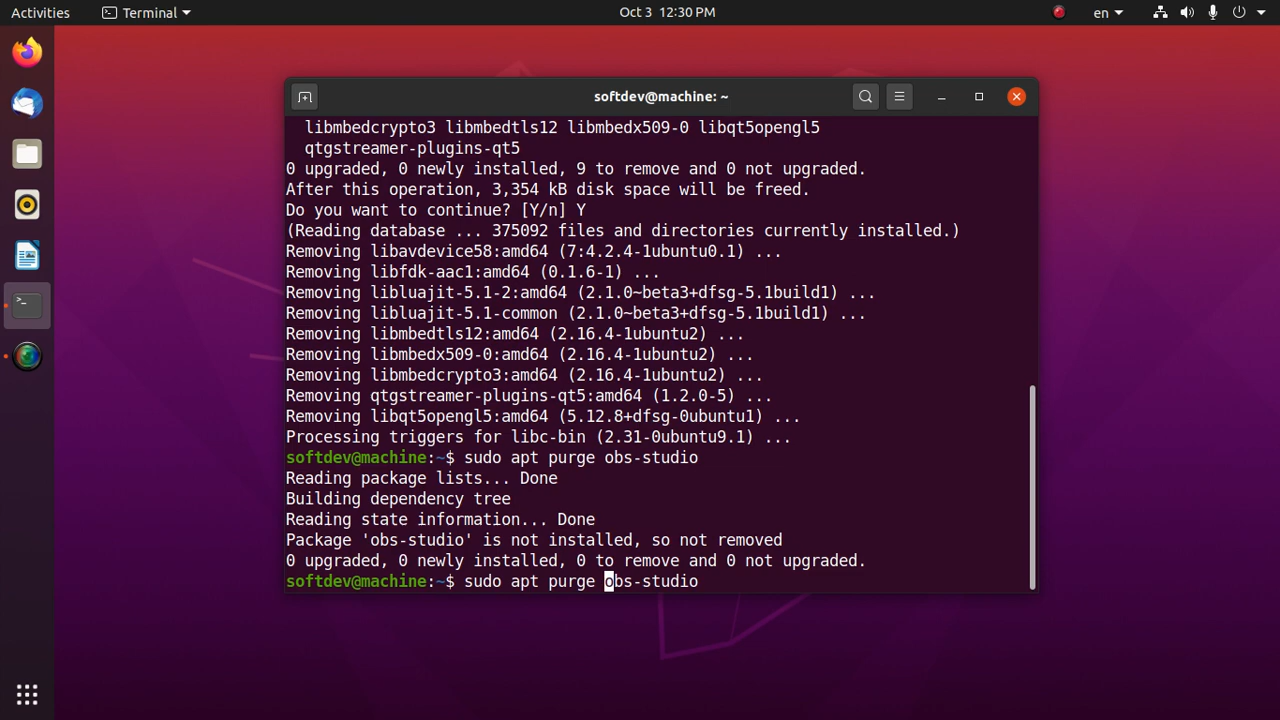 Activities
Terminal
Oct 3 12:30 PM
en
softdev@machine: ~
libmbedcrypto3 libmbedtls12 libmbedx509-0 libqt5opengl5
qtgstreamer-plugins-qt5
0 upgraded, 0 newly installed, 9 to remove and 0 not upgraded.
After this operation, 3,354 kB disk space will be freed.
Do you want to continue? [Y/n] Y
(Reading database ... 375092 files and directories currently installed.)
Removing libavdevice58:amd64 (7:4.2.4-1ubuntu0.1) ...
Removing libfdk-aac1:amd64 (0.1.6-1) ...
Removing libluajit-5.1-2:amd64 (2.1.0~beta3+dfsg-5.1build1) ...
Removing libluajit-5.1-common (2.1.0~beta3+dfsg-5.1build1) ...
Removing libmbedtls12:amd64 (2.16.4-1ubuntu2) ...
Removing libmbedx509-0:amd64 (2.16.4-1ubuntu2) ...
Removing libmbedcrypto3:amd64 (2.16.4-1ubuntu2) ...
Removing qtgstreamer-plugins-qt5:amd64 (1.2.0-5) ...
Removing libqt5opengl5:amd64 (5.12.8+dfsg-0ubuntu1) ...
Processing triggers for libc-bin (2.31-0ubuntu9.1) ...
softdev@machine:~$ sudo apt purge obs-studio
Reading package lists... Done
Building dependency tree
Reading state information... Done
Package 'obs-studio' is not installed, so not removed
0 upgraded, 0 newly installed, 0 to remove and 0 not upgraded.
softdev@machine:~$ sudo apt purge obs-studio